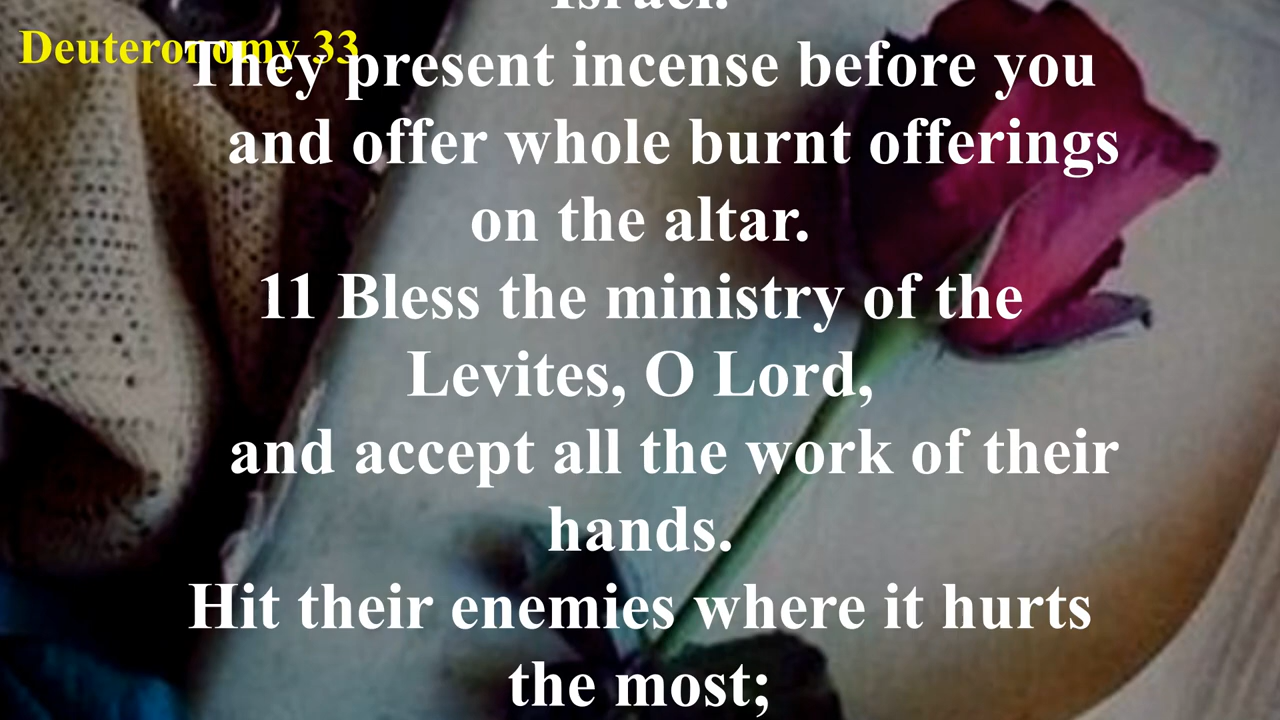 Israel.
Deuteronomy 33
They present incense before you
and offer whole burnt offerings
on the altar.
11 Bless the ministry of the
Levites, O Lord,
and accept all the work of their
hands.
Hit their enemies where it hurts
the most;